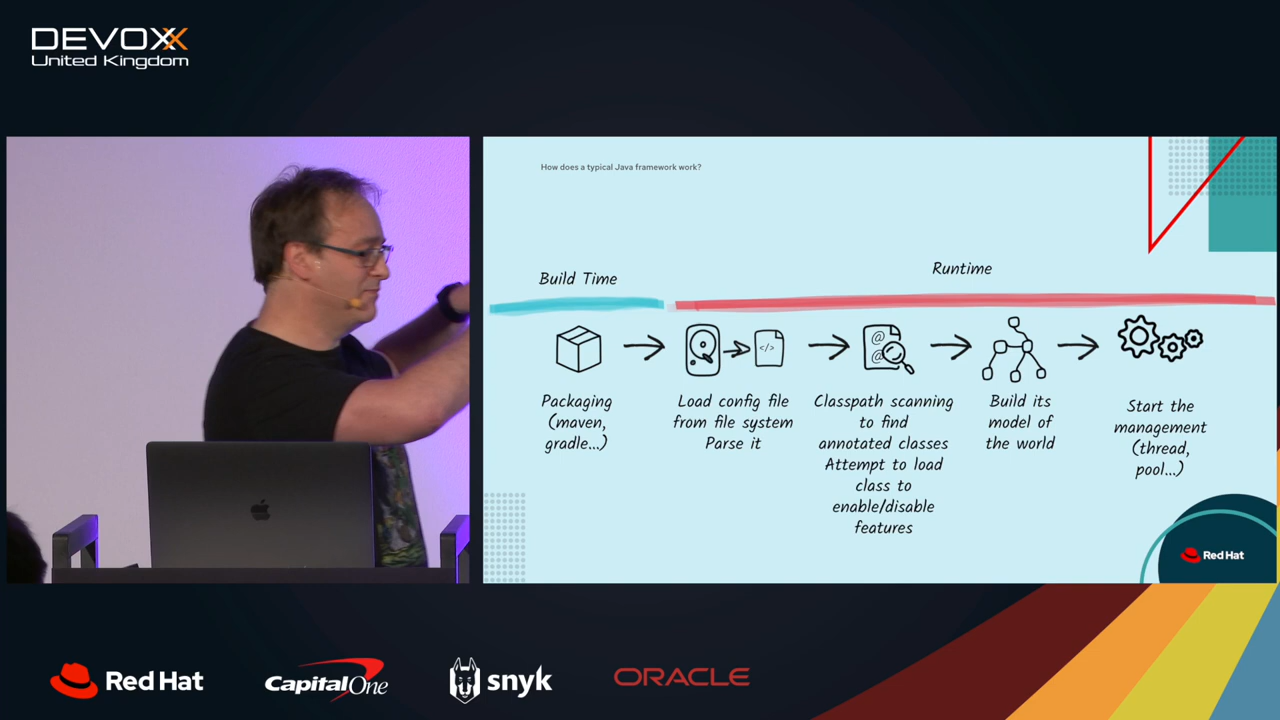 DEVOXX
United Kingdom
How does a typical Java framework work?
Build Time
Runtime
@
@
</>
Packaging
(maven,
gradle...)
Load config file
from file system
Parse it
Classpath scanning
to find
annotated classes
Attempt to load
class to
enable/disable
features
Build its
model of
the world
Start the
management
(thread,
pool...)
Red Hat
Red Hat
Capital One
snyk
ORACLE